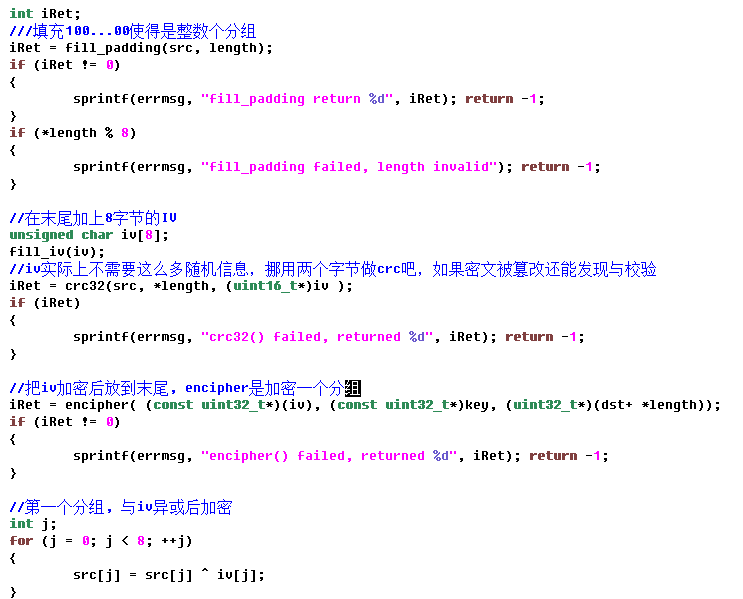 int iRet;
///填充100...00使得是整数个分组
iRet = fill_padding(src, length);
if (iRet != 0)
{
        sprintf(errmsg, "fill_padding return %d", iRet); return -1;
}
if (*length % 8)
{
        sprintf(errmsg, "fill_padding failed, length invalid"); return -1;
}

//在末尾加上8字节的IV
unsigned char iv[8];
fill_iv(iv);
//iv实际上不需要这么多随机信息，挪用两个字节做crc吧，如果密文被篡改还能发现与校验
iRet = crc32(src, *length, (uint16_t*)iv );
if (iRet)
{
        sprintf(errmsg, "crc32() failed, returned %d", iRet); return -1;
}

//把iv加密后放到末尾，encipher是加密一个分组
iRet = encipher( (const uint32_t*)(iv), (const uint32_t*)key, (uint32_t*)(dst+ *length));
if (iRet != 0)
{
        sprintf(errmsg, "encipher() failed, returned %d", iRet); return -1;
}

//第一个分组，与iv异或后加密
int j;
for (j = 0; j < 8; ++j)
{
        src[j] = src[j] ^ iv[j];
}